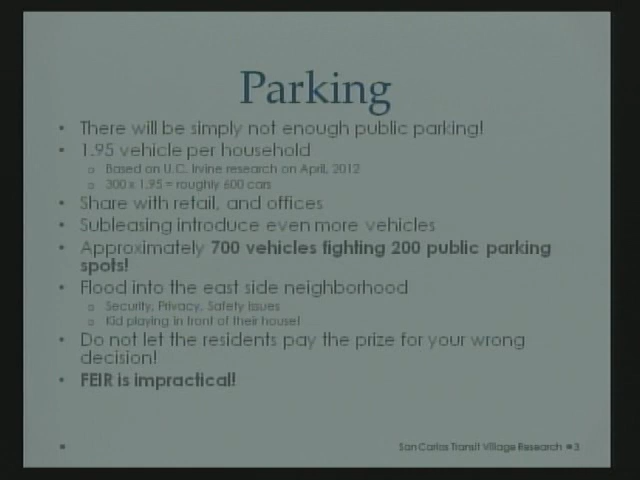 Parking
• There will be simply not enough public parking!
• 1.95 vehicle per household
o Based on U.C. Irvine research on April, 2012
o 300 x 1.95 = roughly 600 cars
• Share with retail, and offices
• Subleasing introduce even more vehicles
• Approximately 700 vehicles fighting 200 public parking
spots!
• Flood into the east side neighborhood
o Security, Privacy, Safety issues
o Kid playing in front of their house!
• Do not let the residents pay the prize for your wrong
decision!
• FEIR is impractical!
San Carlos Transit Village Research • 3